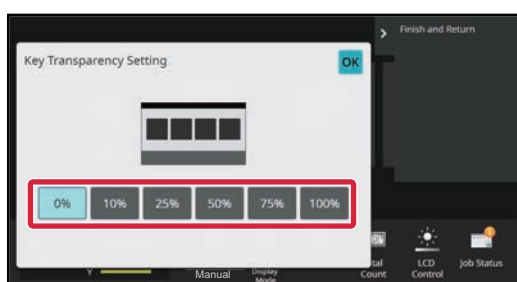 Finish and Return
Key Transparency Setting
OK
0% 10% 25% 50% 75% 100%
Y
Manual
Display
Mode
Count
LCD
Control
Job Status